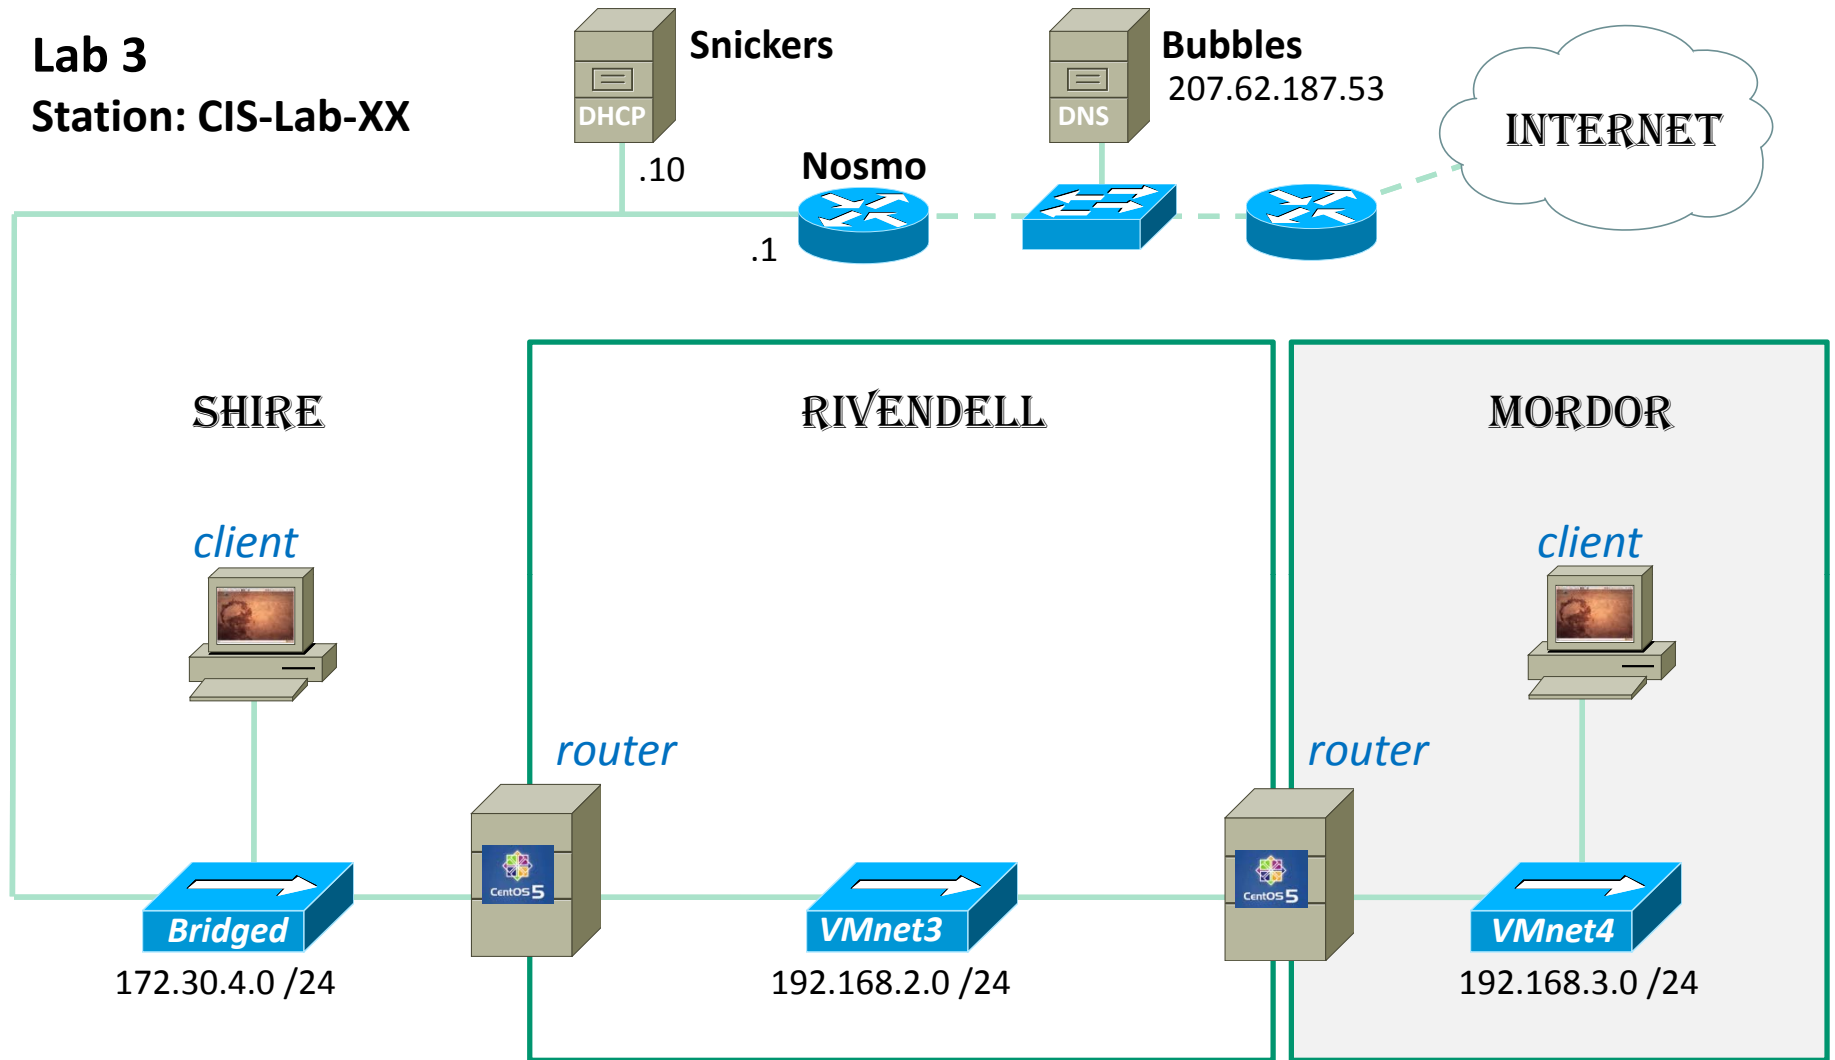 Lab 3
Station: CIS-Lab-XX
Snickers
DHCP
.10
Bubbles
207.62.187.53
DNS
INTERNET
Nosmo
.1
SHIRE
RIVENDELL
MORDOR
client
client
router
router
CentOS 5
CentOS 5
Bridged
VMnet3
VMnet4
172.30.4.0 /24
192.168.2.0 /24
192.168.3.0 /24